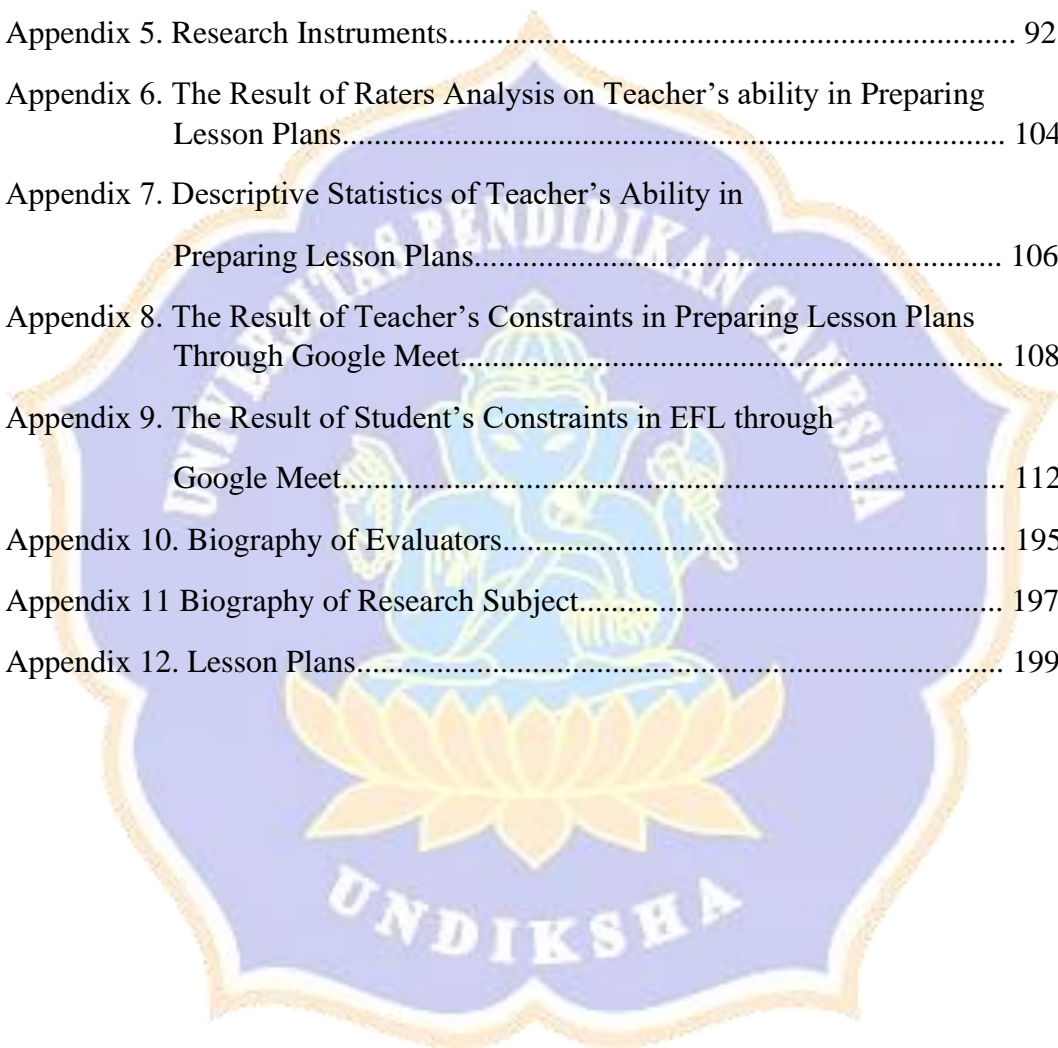 Appendix 5. Research Instruments.......................................................................... 92
Appendix 6. The Result of Raters Analysis on Teacher’s ability in Preparing
Lesson Plans...................................................................................... 104
Appendix 7. Descriptive Statistics of Teacher’s Ability in
Preparing Lesson Plans..................................................................... 106
Appendix 8. The Result of Teacher’s Constraints in Preparing Lesson Plans
Through Google Meet....................................................................... 108
Appendix 9. The Result of Student’s Constraints in EFL through
Google Meet...................................................................................... 112
Appendix 10. Biography of Evaluators.................................................................. 195
Appendix 11 Biography of Research Subject....................................................... 197
Appendix 12. Lesson Plans.................................................................................... 199
UNIVERSITAS PENDIDIKAN GANESHA
UNDIKSHA